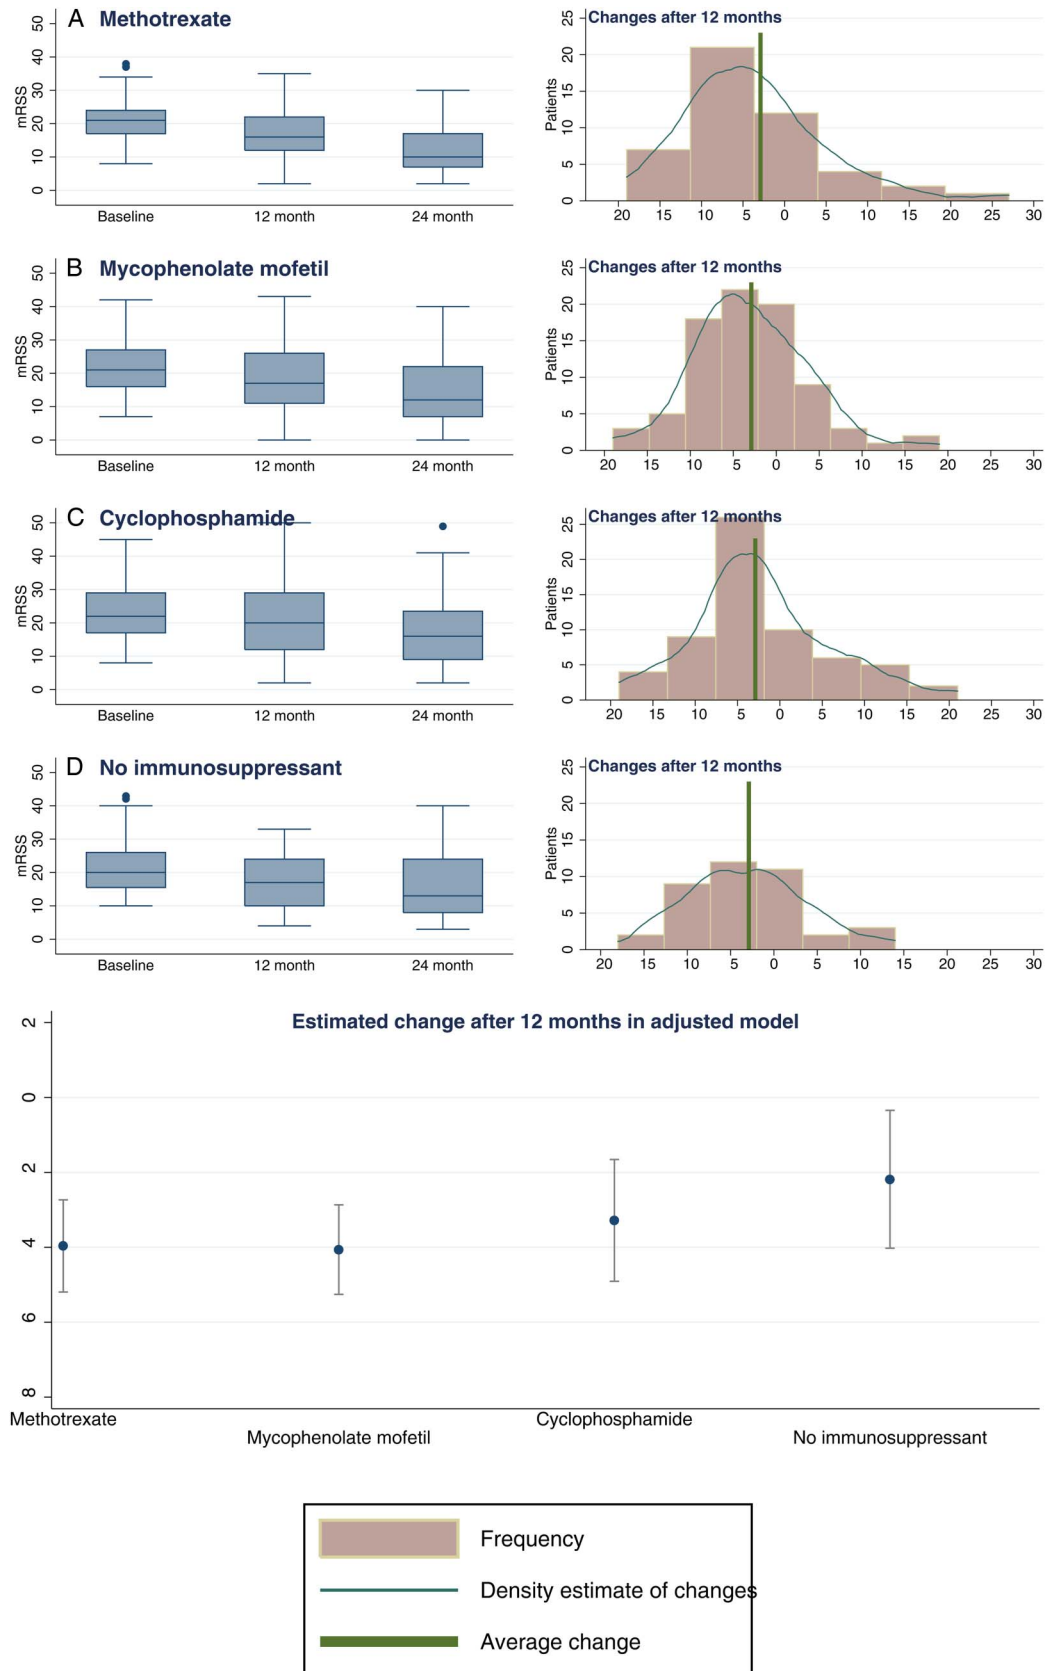 A Methotrexate
mRSS
50
40
30
20
10
0
Baseline 12 month 24 month
Changes after 12 months
Patients
25
20
15
10
5
0
20 15 10 5 0 5 10 15 20 25 30
B Mycophenolate mofetil
mRSS
50
40
30
20
10
0
Baseline 12 month 24 month
Changes after 12 months
Patients
25
20
15
10
5
0
20 15 10 5 0 5 10 15 20 25 30
C Cyclophosphamide
mRSS
50
40
30
20
10
0
Baseline 12 month 24 month
Changes after 12 months
Patients
25
20
15
10
5
0
20 15 10 5 0 5 10 15 20 25 30
D No immunosuppressant
mRSS
50
40
30
20
10
0
Baseline 12 month 24 month
Changes after 12 months
Patients
25
20
15
10
5
0
20 15 10 5 0 5 10 15 20 25 30
Estimated change after 12 months in adjusted model
2
0
2
4
6
8
Methotrexate
Mycophenolate mofetil
Cyclophosphamide
No immunosuppressant
Frequency
Density estimate of changes
Average change